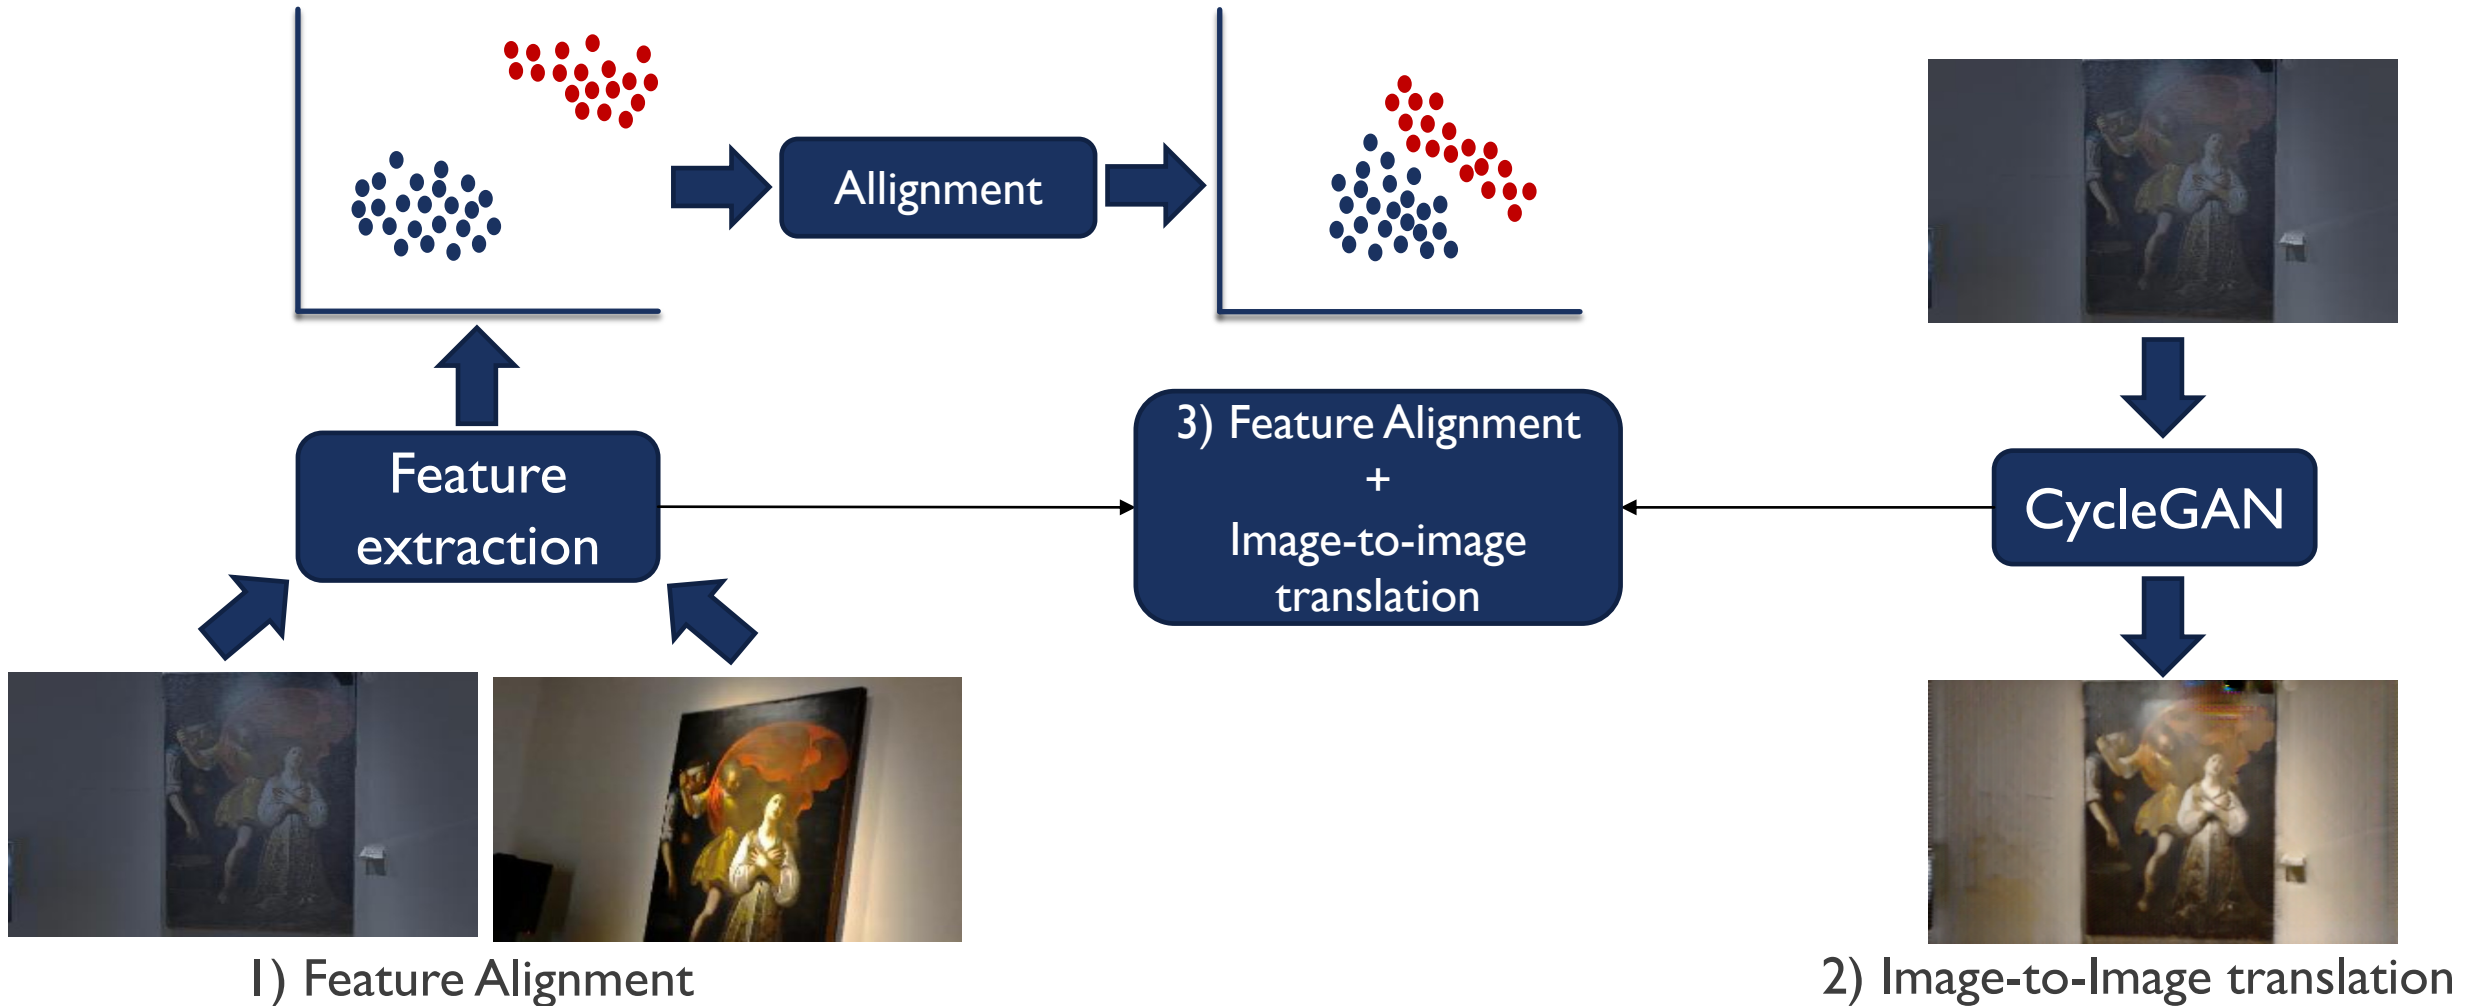 Allignment
Feature
extraction
3) Feature Alignment
+
Image-to-image
translation
CycleGAN
1) Feature Alignment
2) Image-to-Image translation